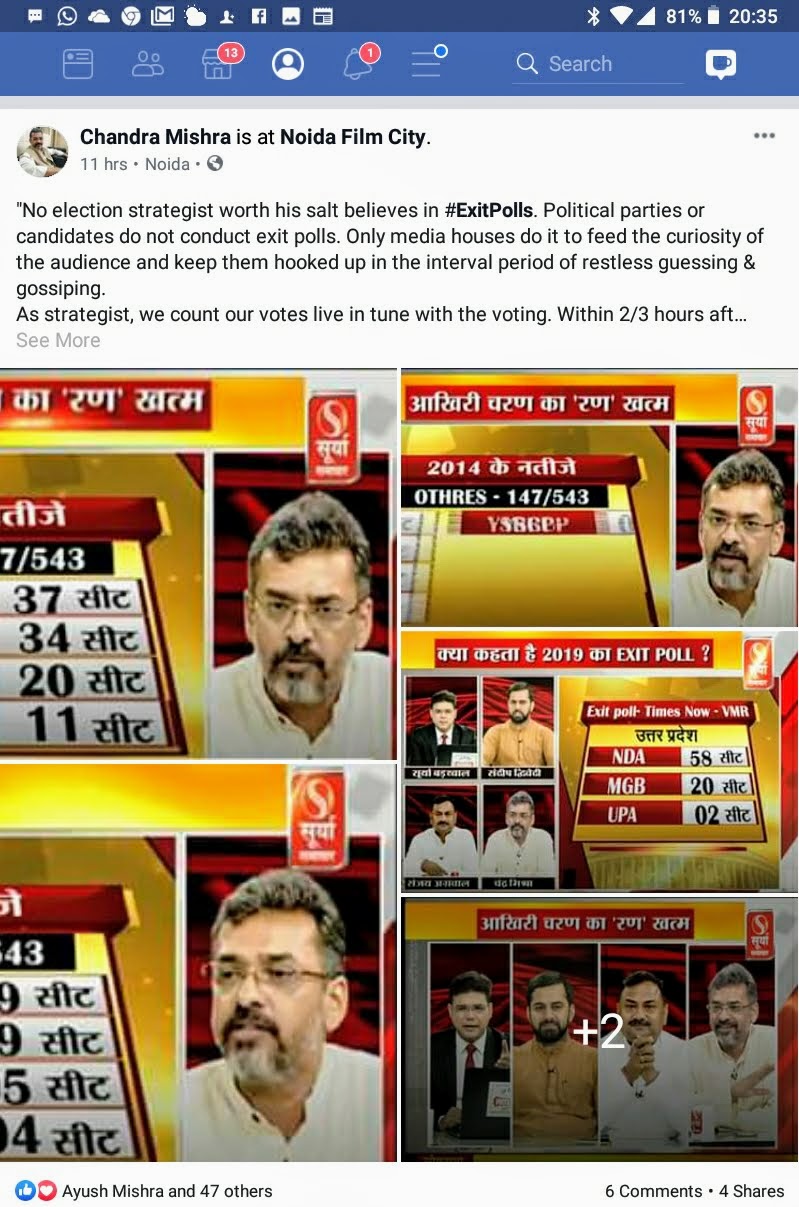 81% 20:35
13
1
Search
Chandra Mishra is at Noida Film City.
11 hrs • Noida •
"No election strategist worth his salt believes in #ExitPolls. Political parties or
candidates do not conduct exit polls. Only media houses do it to feed the curiosity of
the audience and keep them hooked up in the interval period of restless guessing &
gossiping.
As strategist, we count our votes live in tune with the voting. Within 2/3 hours aft...
See More
का 'रण' खत्म
सूर्या
समाचार
तीजे
7/543
37 सीट
34 सीट
20 सीट
11 सीट
आखिरी चरण का 'रण' खत्म
सूर्या
समाचार
2014 के नतीजे
OTHRES - 147/543
क्या कहता है 2019 का EXIT POLL ?
सूर्या
Exit poll- Times Now - VMR
उत्तर प्रदेश
NDA 58 सीट
MGB 20 सीट
UPA 02 सीट
संदीप द्विवेदी
संजय अग्रवाल
चंद्र मिश्रा
सूर्या
समाचार
जे
43
9 सीट
9 सीट
5 सीट
04 सीट
आखिरी चरण का 'रण' खत्म
सूर्या
+2
Ayush Mishra and 47 others
6 Comments • 4 Shares